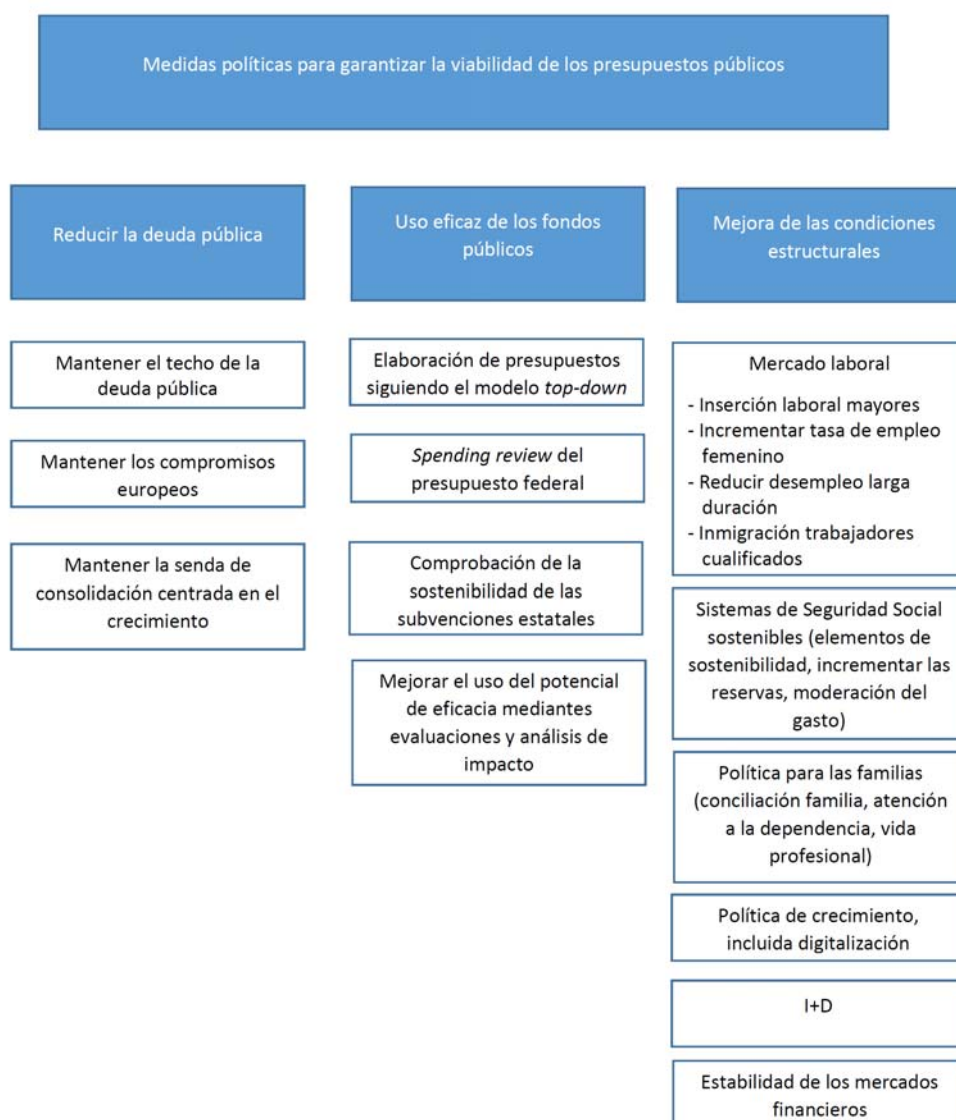 Medidas políticas para garantizar la viabilidad de los presupuestos públicos
Reducir la deuda pública
Mantener el techo de la
deuda pública
Mantener los compromisos
europeos
Mantener la senda de
consolidación centrada en el
crecimiento
Uso eficaz de los fondos
públicos
Elaboración de presupuestos
siguiendo el modelo top-down
Spending review del
presupuesto federal
Comprobación de la
sostenibilidad de las
subvenciones estatales
Mejorar el uso del potencial
de eficacia mediantes
evaluaciones y análisis de
impacto
Mejora de las condiciones
estructurales
Mercado laboral
- Inserción laboral mayores
- Incrementar tasa de empleo
femenino
- Reducir desempleo larga
duración
- Inmigración trabajadores
cualificados
Sistemas de Seguridad Social
sostenibles (elementos de
sostenibilidad, incrementar las
reservas, moderación del
gasto)
Política para las familias
(conciliación familia, atención
a la dependencia, vida
profesional)
Política de crecimiento,
incluida digitalización
I+D
Estabilidad de los mercados
financieros